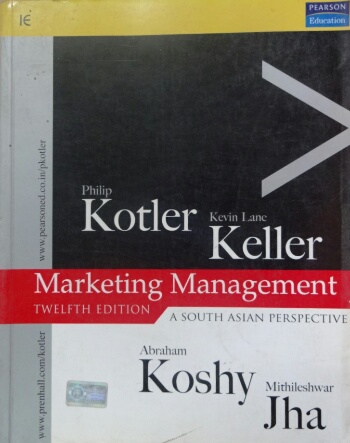 IE
PEARSON
Education
www.pearsoned.co.in/pkotler
Philip
Kotler
Kevin Lane
Keller
Marketing Management
TWELFTH EDITION
A SOUTH ASIAN PERSPECTIVE
www.prenhall.com/kotler
Abraham
Koshy
Mithileshwar
Jha